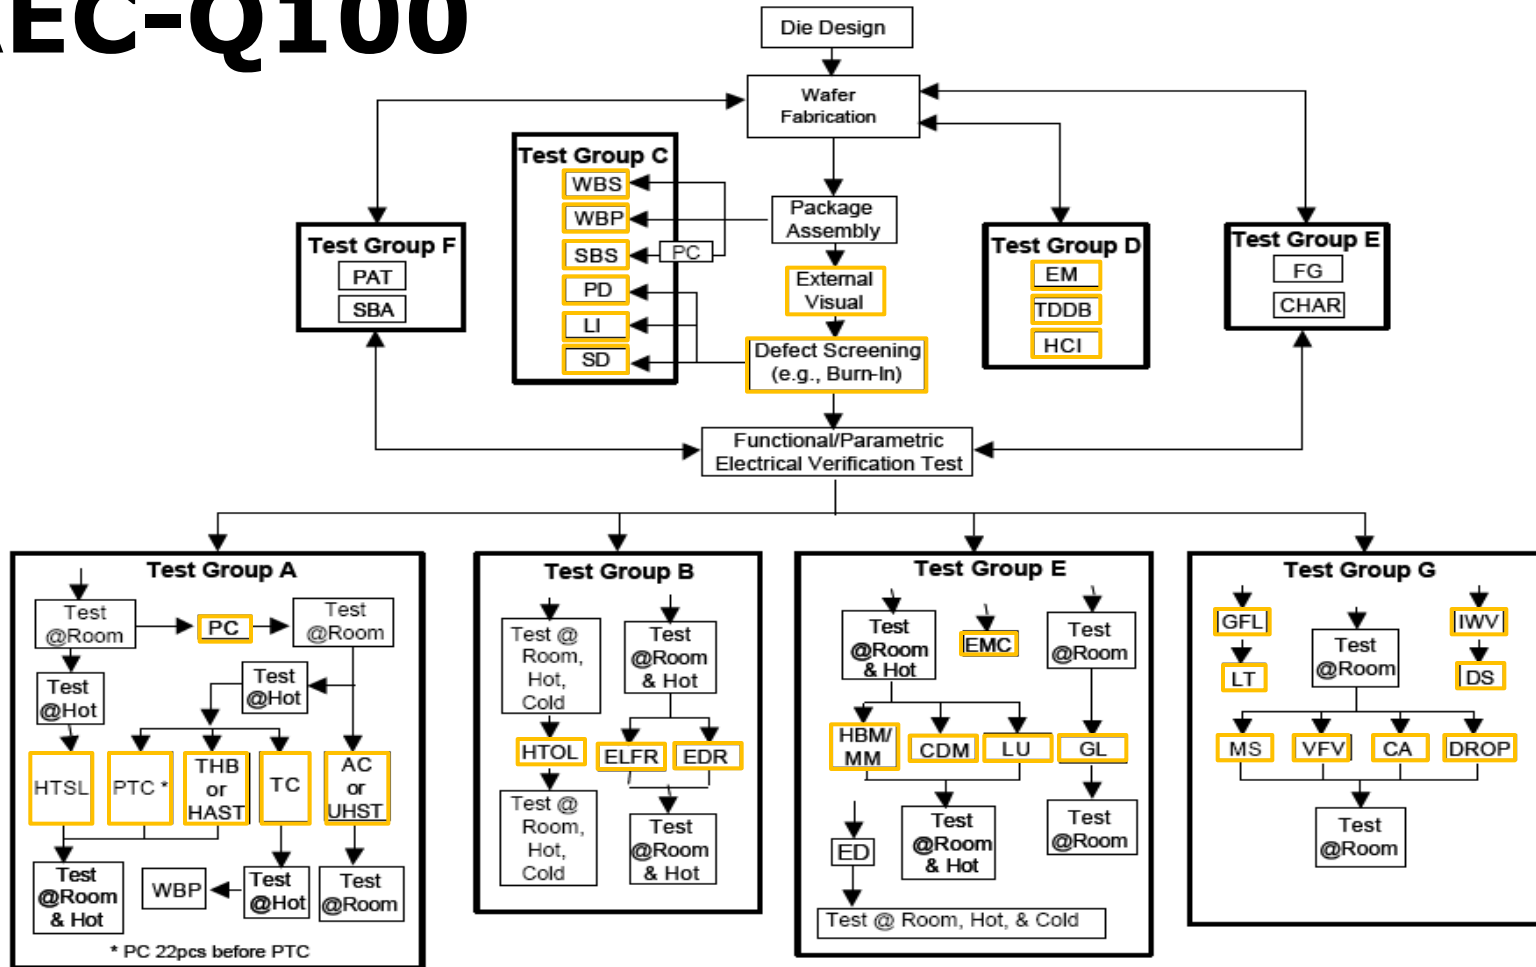 AEC-Q100
Die Design
Wafer
Fabrication
Test Group C
WBS
WBP
SBS
PC
PD
LI
SD
Package
Assembly
External
Visual
Defect Screening
(e.g., Burn-In)
Test Group F
PAT
SBA
Test Group D
EM
TDDB
HCI
Test Group E
FG
CHAR
Functional/Parametric
Electrical Verification Test
Test Group A
Test
@Room
PC
Test
@Room
Test
@Hot
Test
@Hot
HTSL
PTC *
THB
or
HAST
TC
AC
or
UHST
Test
@Room
& Hot
WBP
Test
@Hot
Test
@Room
* PC 22pcs before PTC
Test Group B
Test @
Room,
Hot,
Cold
Test
@Room
& Hot
HTOL
ELFR
EDR
Test @
Room,
Hot,
Cold
Test
@Room
& Hot
Test Group E
Test
@Room
& Hot
EMC
Test
@Room
HBM/
MM
CDM
LU
GL
ED
Test
@Room
& Hot
Test
@Room
Test @ Room, Hot, & Cold
Test Group G
GFL
LT
Test
@Room
IWV
DS
MS
VFV
CA
DROP
Test
@Room